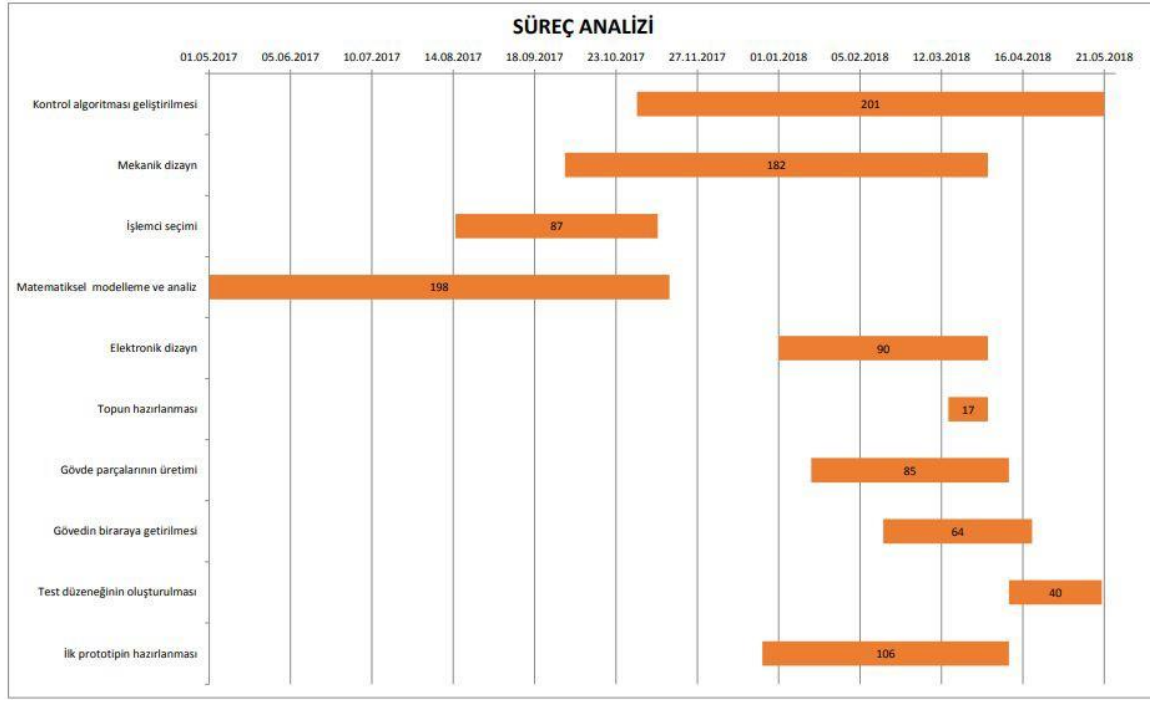 SÜREÇ ANALİZİ
01.05.2017 05.06.2017 10.07.2017 14.08.2017 18.09.2017 23.10.2017 27.11.2017 01.01.2018 05.02.2018 12.03.2018 16.04.2018 21.05.2018
Kontrol algoritması geliştirilmesi 201
Mekanik dizayn 182
İşlemci seçimi 87
Matematiksel modelleme ve analiz 198
Elektronik dizayn 90
Topun hazırlanması 17
Gövde parçalarının üretimi 85
Gövedin biraraya getirilmesi 64
Test düzeneğinin oluşturulması 40
İlk prototipin hazırlanması 106